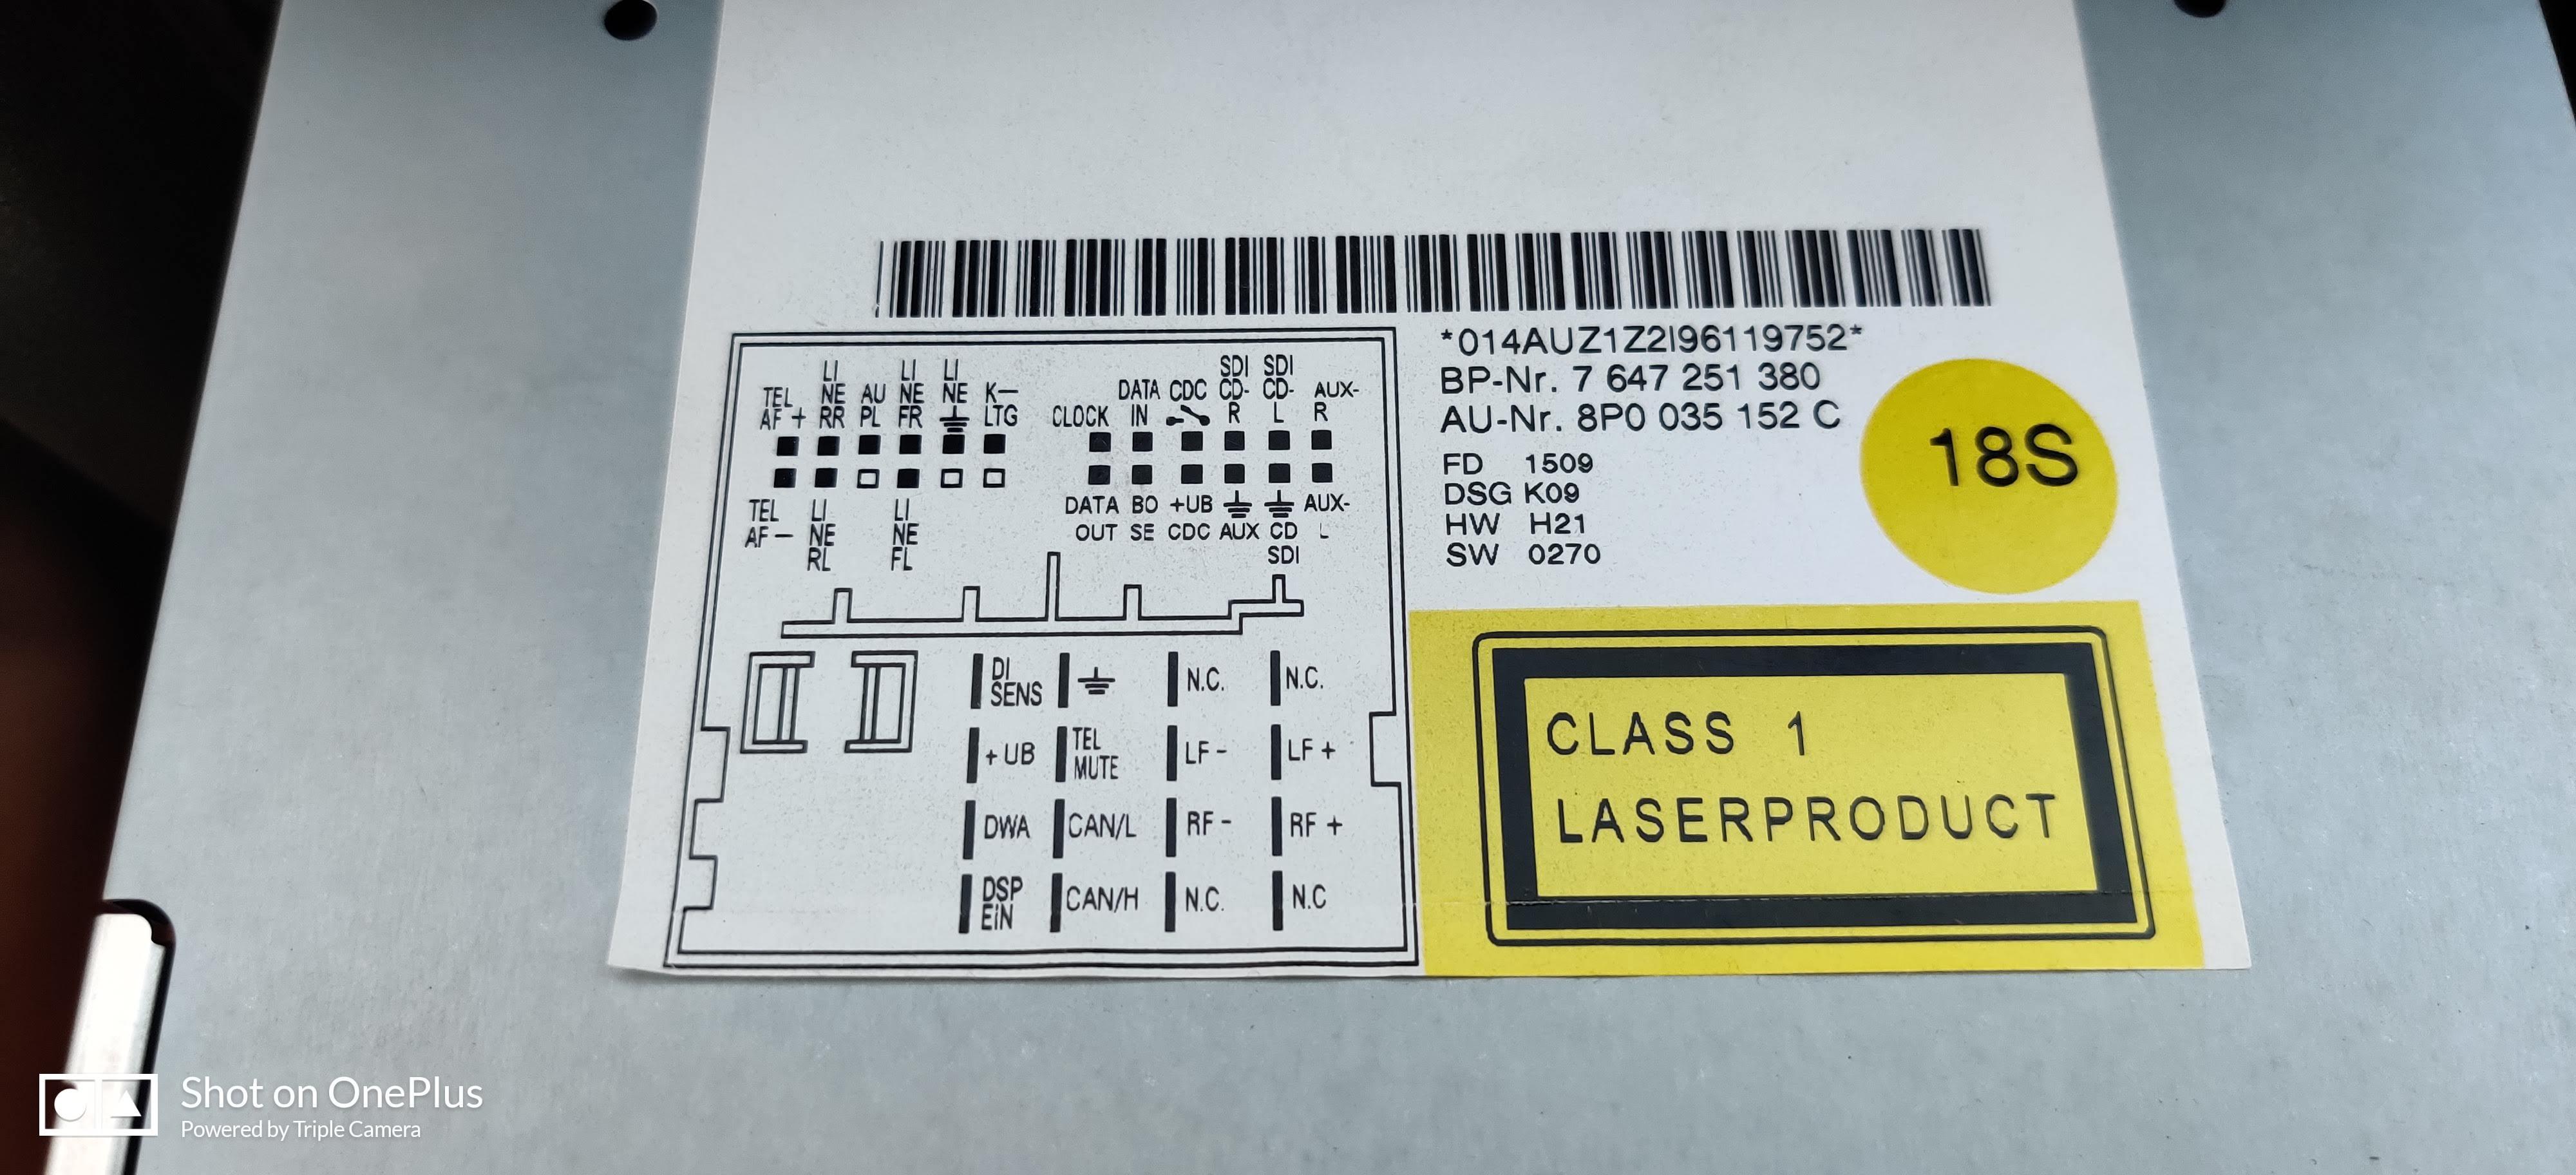 *014AUZ1Z2I96119752*
BP-Nr. 7 647 251 380
AU-Nr. 8P0 035 152 C
FD 1509
DSG K09
HW H21
SW 0270
18S
TEL AF +
LI NE RR
AU PL
LI NE FR
LI NE
K— LTG
CLOCK
DATA IN
CDC
SDI CD- R
SDI CD- L
AUX- R
TEL AF —
LI NE RL
LI NE FL
DATA OUT
BO SE
+UB CDC
AUX
CD SDI
AUX- L
DI SENS
N.C.
N.C.
+ UB
TEL MUTE
LF -
LF +
DWA
CAN/L
RF -
RF +
DSP EiN
CAN/H
N.C.
N.C
CLASS 1
LASERPRODUCT
Shot on OnePlus
Powered by Triple Camera